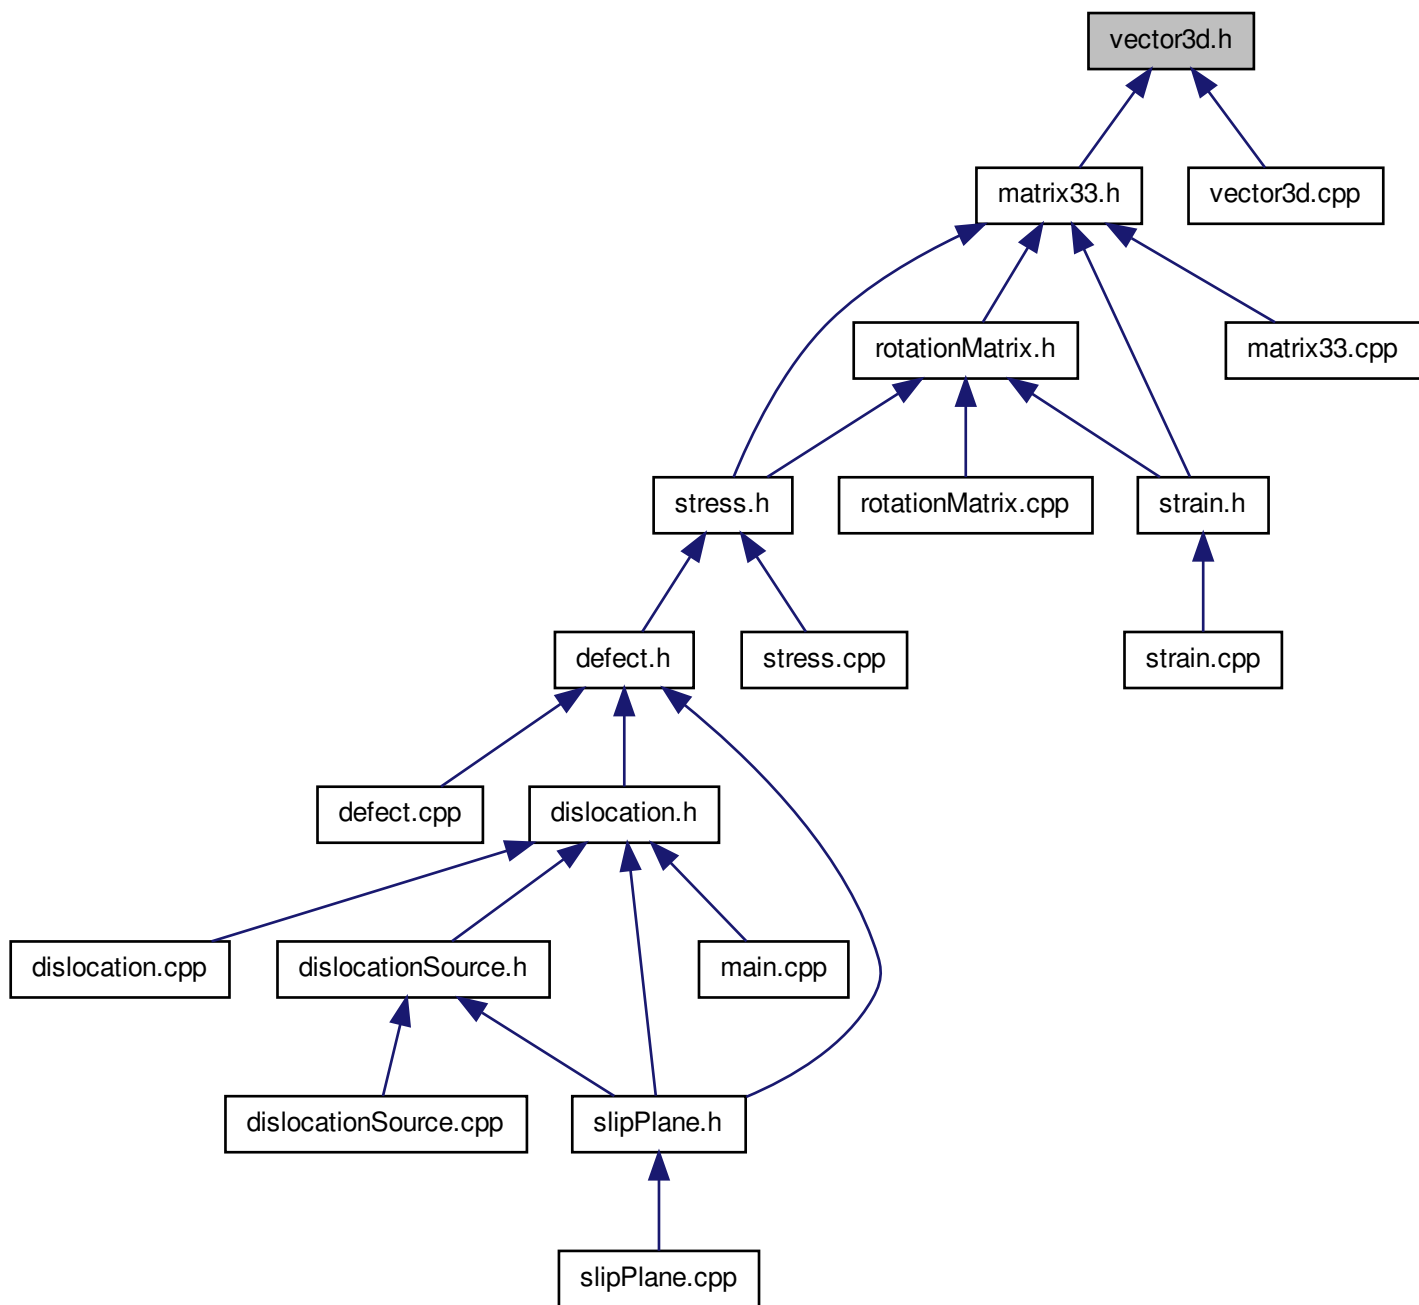 vector3d.h
matrix33.h
vector3d.cpp
rotationMatrix.h
matrix33.cpp
stress.h
rotationMatrix.cpp
strain.h
defect.h
stress.cpp
strain.cpp
defect.cpp
dislocation.h
dislocation.cpp
dislocationSource.h
main.cpp
dislocationSource.cpp
slipPlane.h
slipPlane.cpp